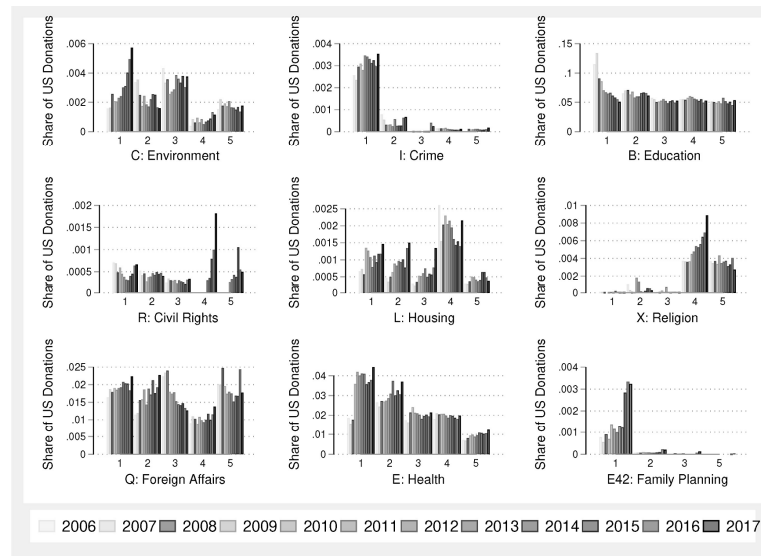 Share of US Donations
.006
.004
.002
0
1 2 3 4 5
C: Environment
Share of US Donations
.004
.003
.002
.001
0
1 2 3 4 5
I: Crime
Share of US Donations
.15
.1
.05
0
1 2 3 4 5
B: Education
Share of US Donations
.002
.0015
.001
.0005
0
1 2 3 4 5
R: Civil Rights
Share of US Donations
.0025
.002
.0015
.001
.0005
0
1 2 3 4 5
L: Housing
Share of US Donations
.01
.008
.006
.004
.002
0
1 2 3 4 5
X: Religion
Share of US Donations
.025
.02
.015
.01
.005
0
1 2 3 4 5
Q: Foreign Affairs
Share of US Donations
.04
.03
.02
.01
0
1 2 3 4 5
E: Health
Share of US Donations
.004
.003
.002
.001
0
1 2 3 4 5
E42: Family Planning
2006 2007 2008 2009 2010 2011 2012 2013 2014 2015 2016 2017